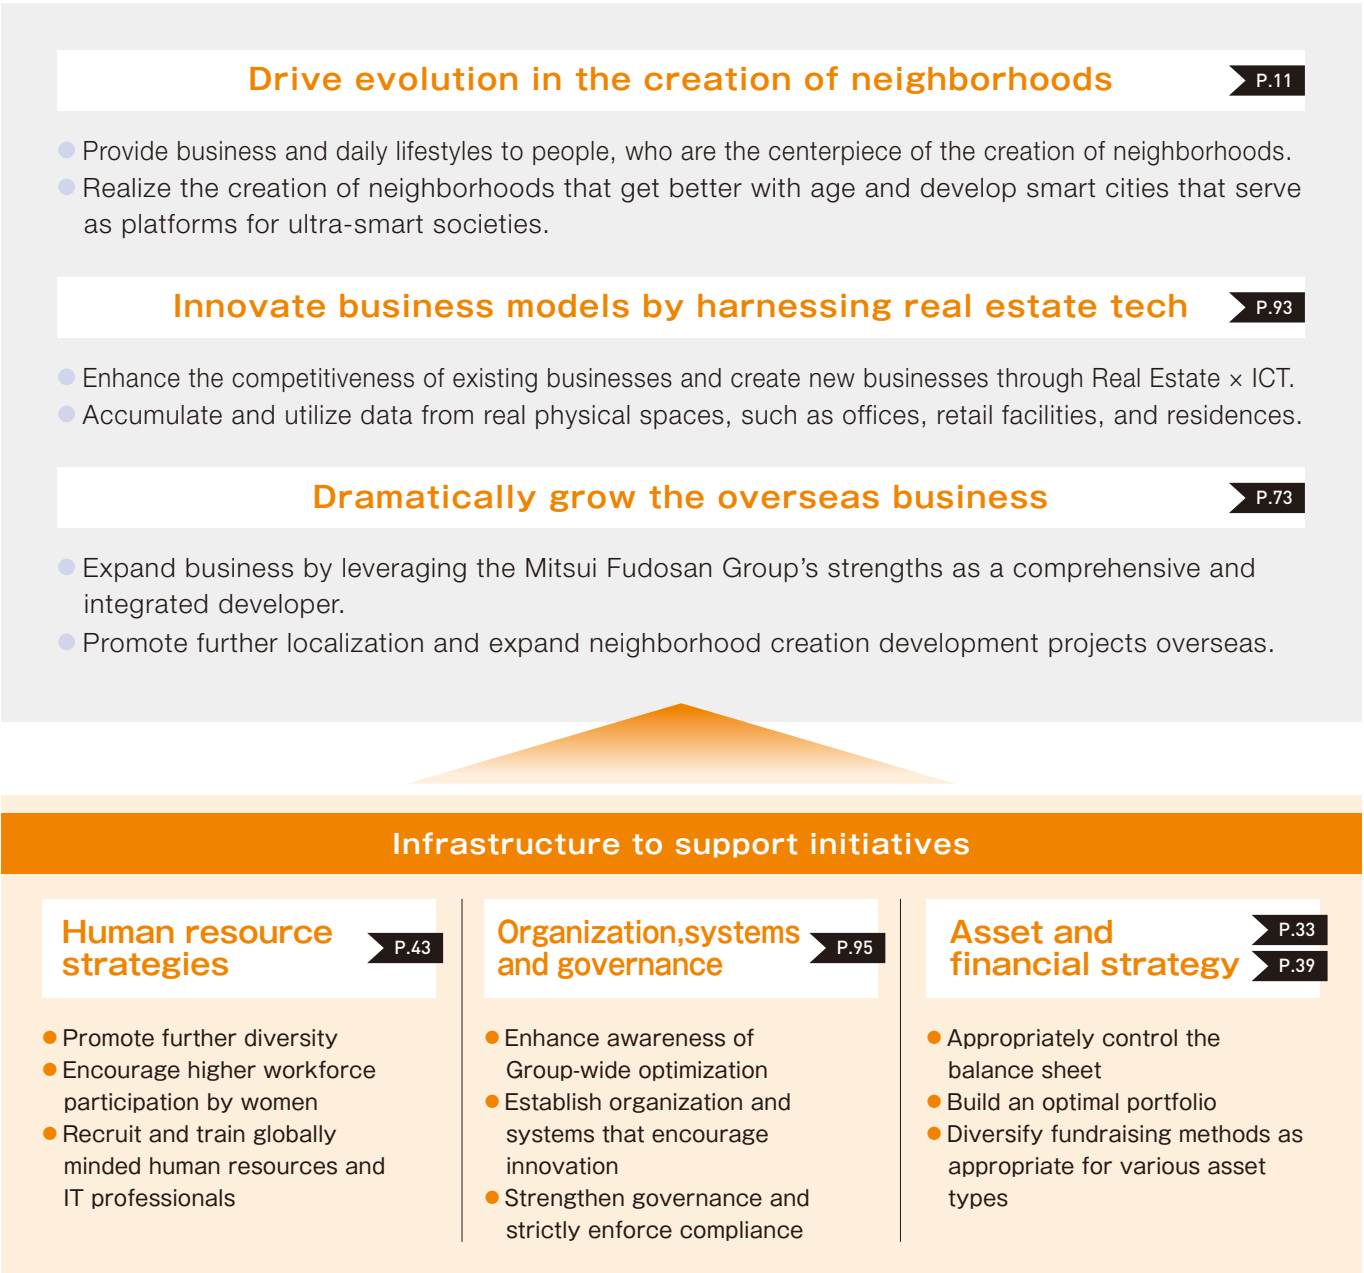 Drive evolution in the creation of neighborhoods P.11
● Provide business and daily lifestyles to people, who are the centerpiece of the creation of neighborhoods.
● Realize the creation of neighborhoods that get better with age and develop smart cities that serve
as platforms for ultra-smart societies.
Innovate business models by harnessing real estate tech P.93
● Enhance the competitiveness of existing businesses and create new businesses through Real Estate × ICT.
● Accumulate and utilize data from real physical spaces, such as offices, retail facilities, and residences.
Dramatically grow the overseas business P.73
● Expand business by leveraging the Mitsui Fudosan Group’s strengths as a comprehensive and
integrated developer.
● Promote further localization and expand neighborhood creation development projects overseas.
Infrastructure to support initiatives
Human resource
strategies P.43
● Promote further diversity
● Encourage higher workforce
participation by women
● Recruit and train globally
minded human resources and
IT professionals
Organization,systems
and governance P.95
● Enhance awareness of
Group-wide optimization
● Establish organization and
systems that encourage
innovation
● Strengthen governance and
strictly enforce compliance
Asset and P.33
financial strategy P.39
● Appropriately control the
balance sheet
● Build an optimal portfolio
● Diversify fundraising methods as
appropriate for various asset
types